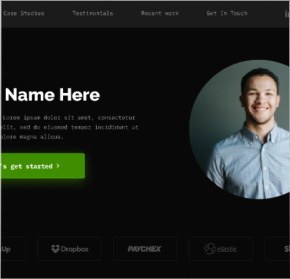 Case Studies Testimonials Recent work Get In Touch
Name Here
Lorem ipsum dolor sit amet, consectetur
elit, sed do eiusmod tempor incididunt ut
dolore magna aliqua.
's get started >
Up Dropbox PAYCHEX elastic